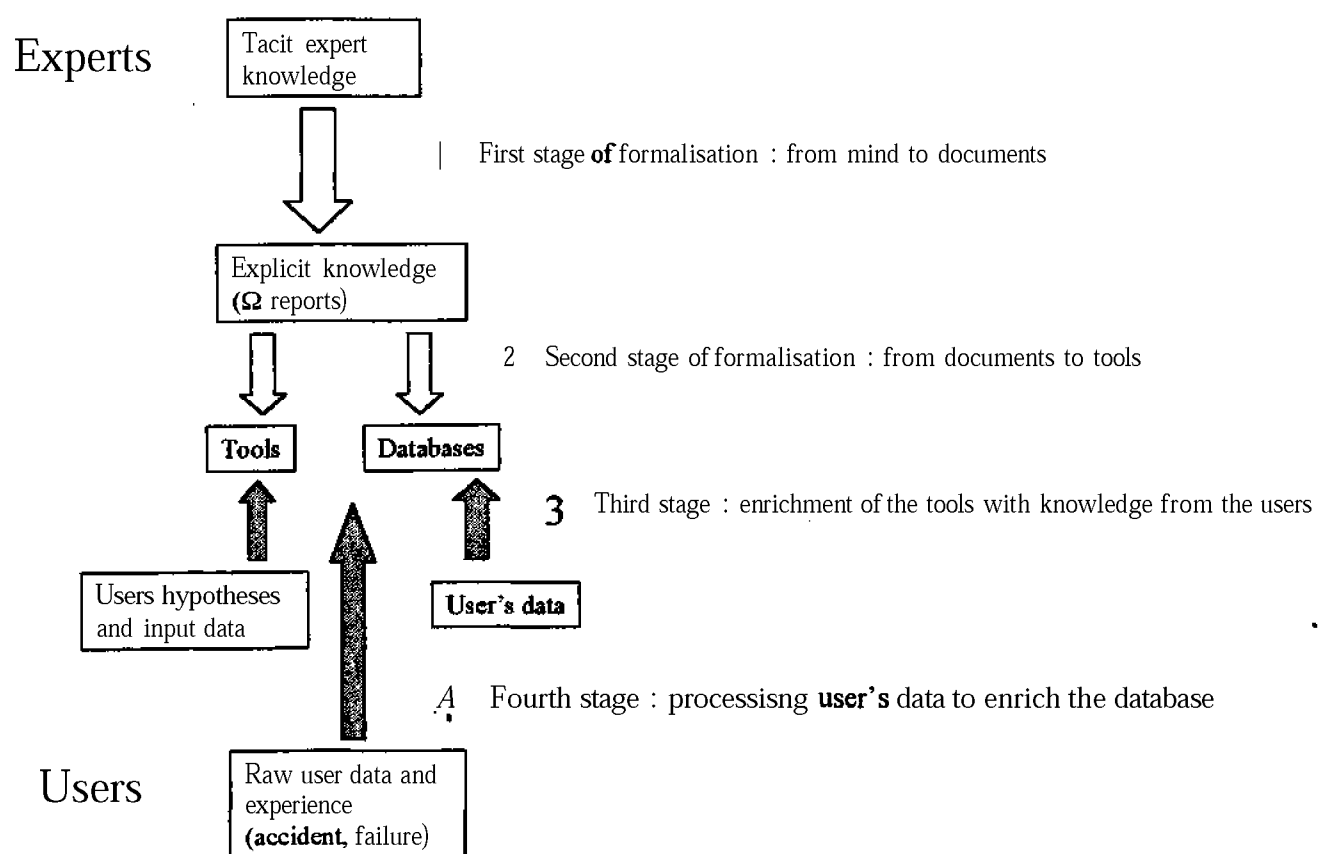 Experts
Tacit expert
knowledge
| First stage of formalisation : from mind to documents
Explicit knowledge
(Ω reports)
2 Second stage of formalisation : from documents to tools
Tools
Databases
3 Third stage : enrichment of the tools with knowledge from the users
Users hypotheses
and input data
User's data
A Fourth stage : processisng user's data to enrich the database
Users
Raw user data and
experience
(accident, failure)